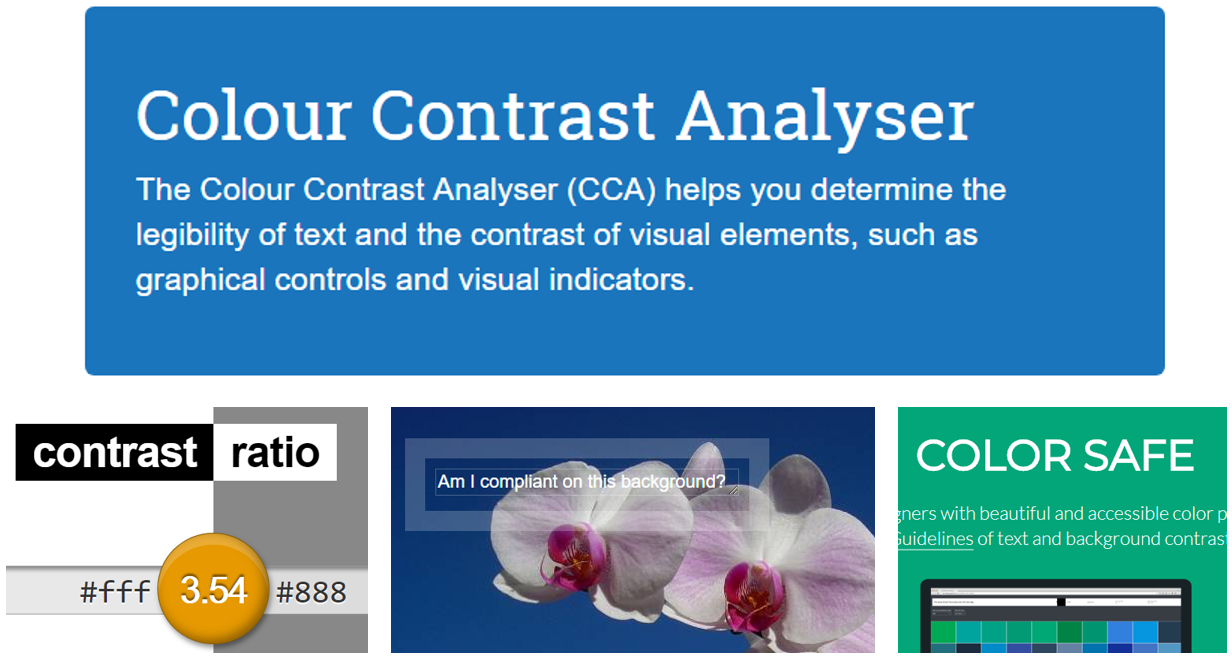 Colour Contrast Analyser
The Colour Contrast Analyser (CCA) helps you determine the
legibility of text and the contrast of visual elements, such as
graphical controls and visual indicators.
contrast ratio
#fff 3.54 #888
Am I compliant on this background?
COLOR SAFE
with beautiful and accessible color
Guidelines of text and background